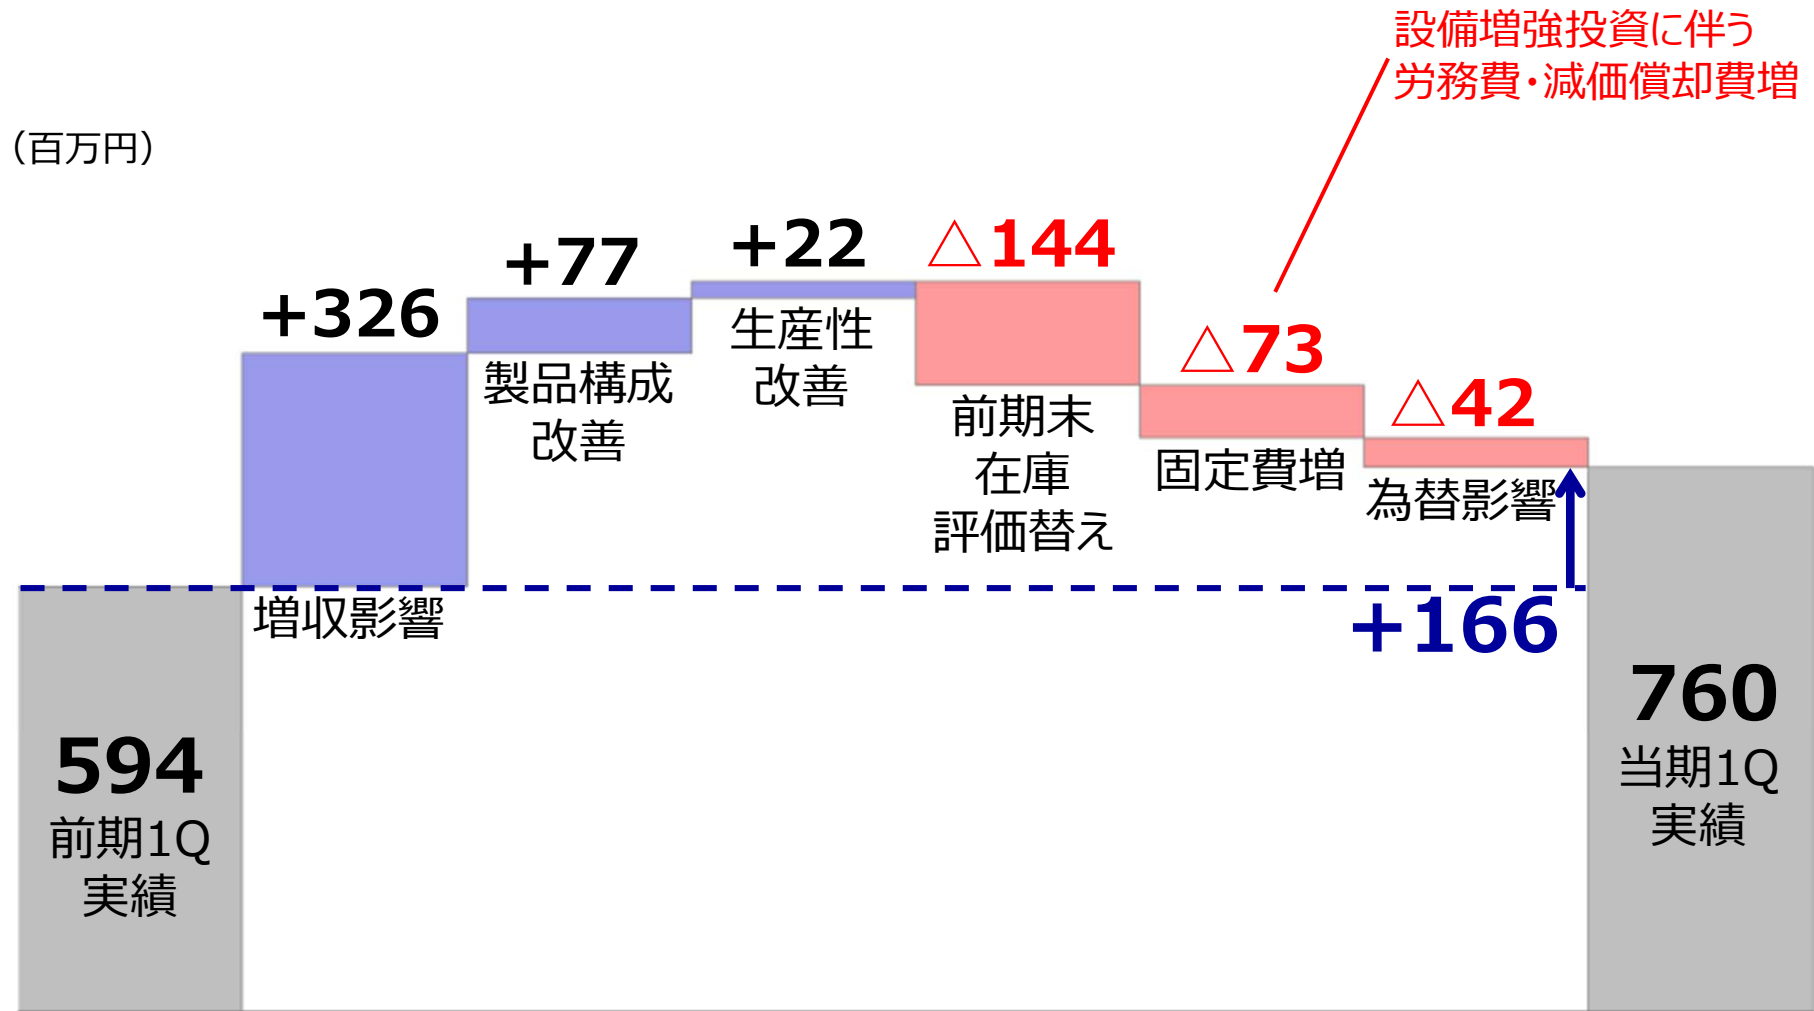 設備増強投資に伴う
労務費・減価償却費増
（百万円）
+326
増収影響
+77
製品構成
改善
+22
生産性
改善
△144
前期末
在庫
評価替え
△73
固定費増
△42
為替影響
+166
594
前期1Q
実績
760
当期1Q
実績